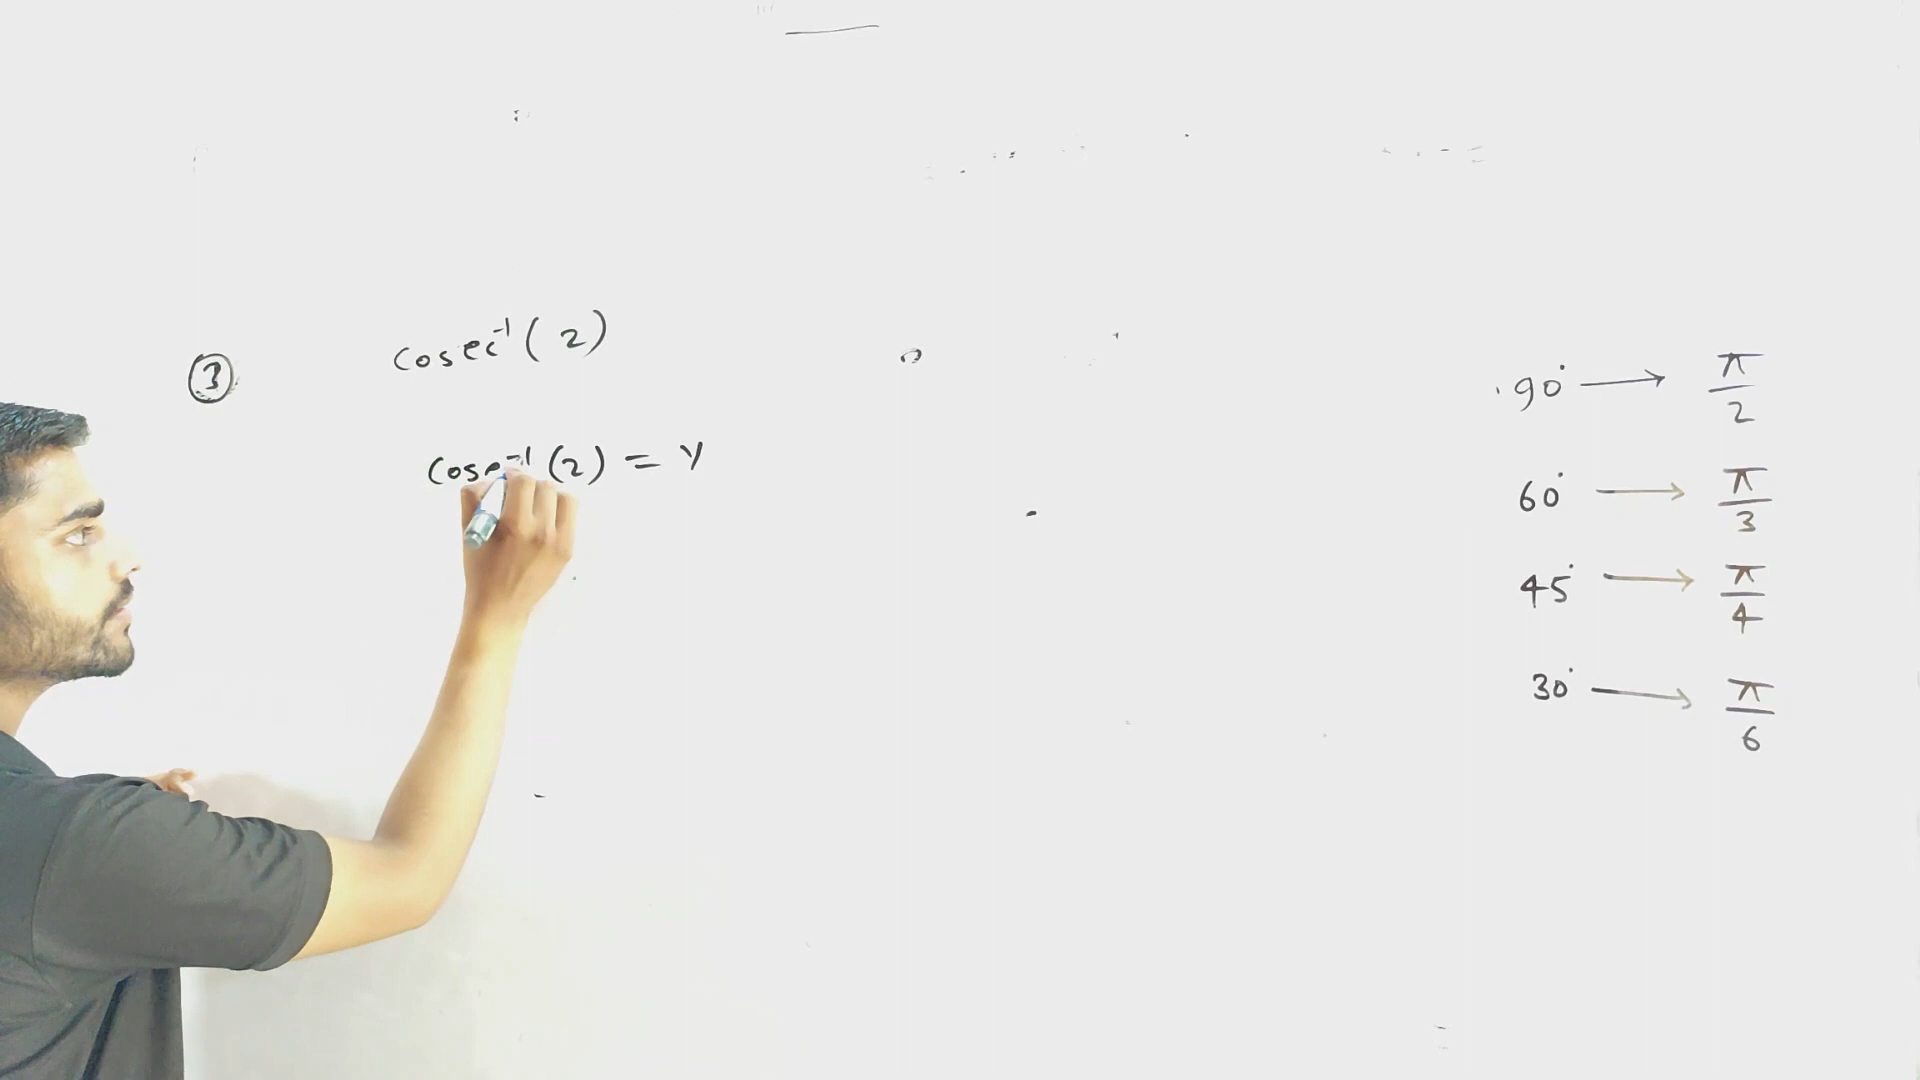 ③ cosec⁻¹(2)
cosec⁻¹(2) = y
90° → π/2
60° → π/3
45° → π/4
30° → π/6